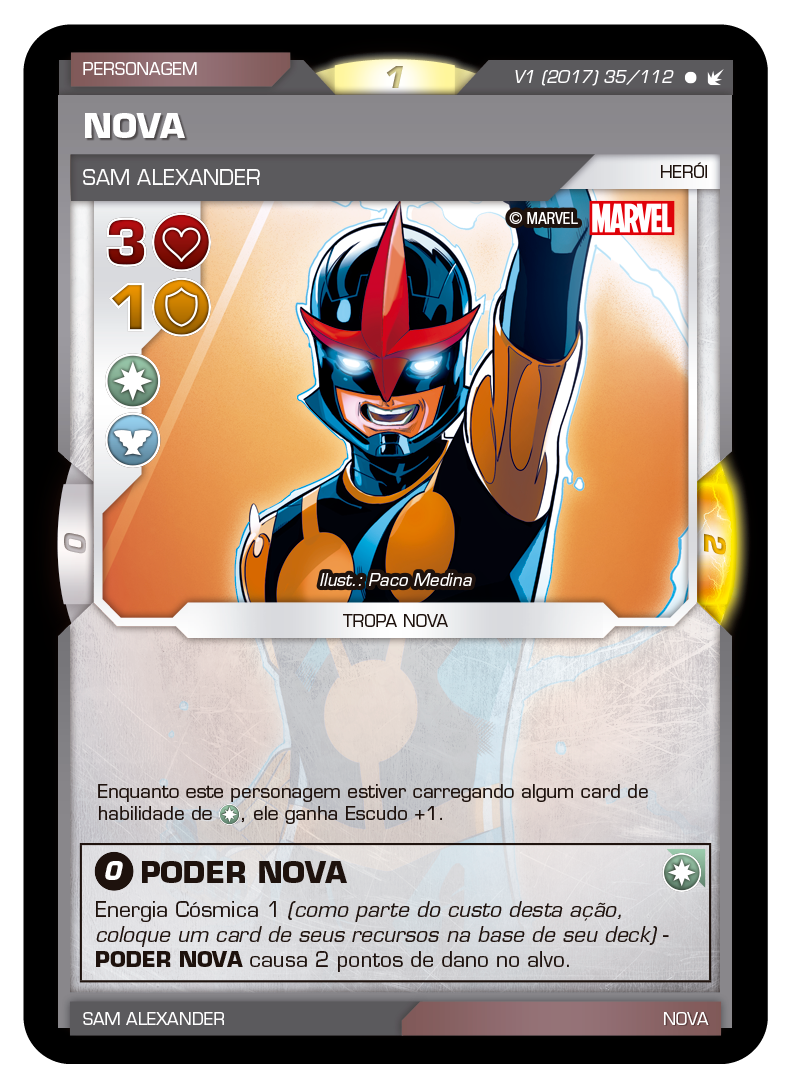 PERSONAGEM
1
V1 (2017) 35/112
NOVA
SAM ALEXANDER
HERÓI
© MARVEL MARVEL
3
1
0
2
Ilust.: Paco Medina
TROPA NOVA
Enquanto este personagem estiver carregando algum card de
habilidade de , ele ganha Escudo +1.
0 PODER NOVA
Energia Cósmica 1 (como parte do custo desta ação,
coloque um card de seus recursos na base de seu deck) -
PODER NOVA causa 2 pontos de dano no alvo.
SAM ALEXANDER
NOVA